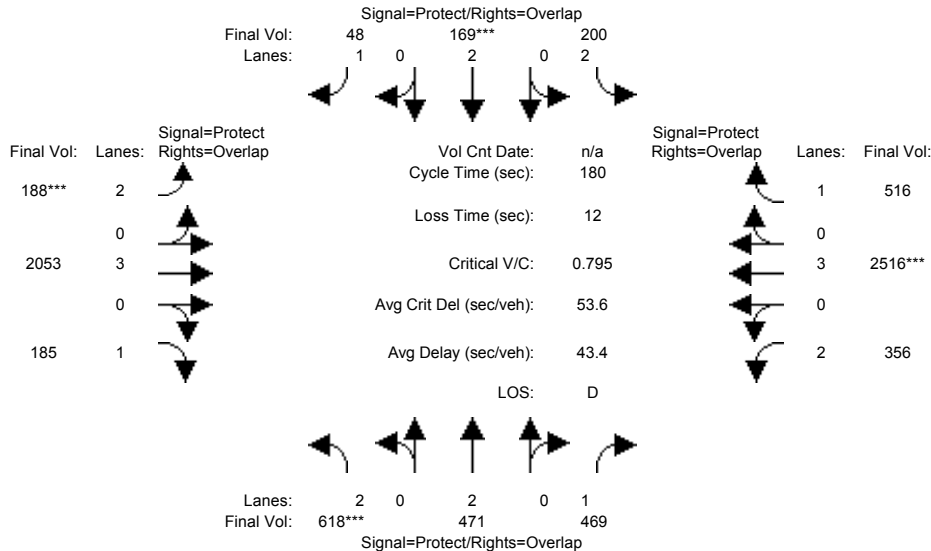 Signal=Protect/Rights=Overlap
Final Vol: 48 169*** 200
Lanes: 1 0 2 0 2
Signal=Protect
Final Vol: Lanes: Rights=Overlap
Vol Cnt Date: n/a
Signal=Protect
Rights=Overlap Lanes: Final Vol:
Cycle Time (sec): 180
188*** 2
1 516
Loss Time (sec): 12
0
0
2053 3
Critical V/C: 0.795
3 2516***
0
Avg Crit Del (sec/veh): 53.6
0
185 1
Avg Delay (sec/veh): 43.4
2 356
LOS: D
Lanes: 2 0 2 0 1
Final Vol: 618*** 471 469
Signal=Protect/Rights=Overlap